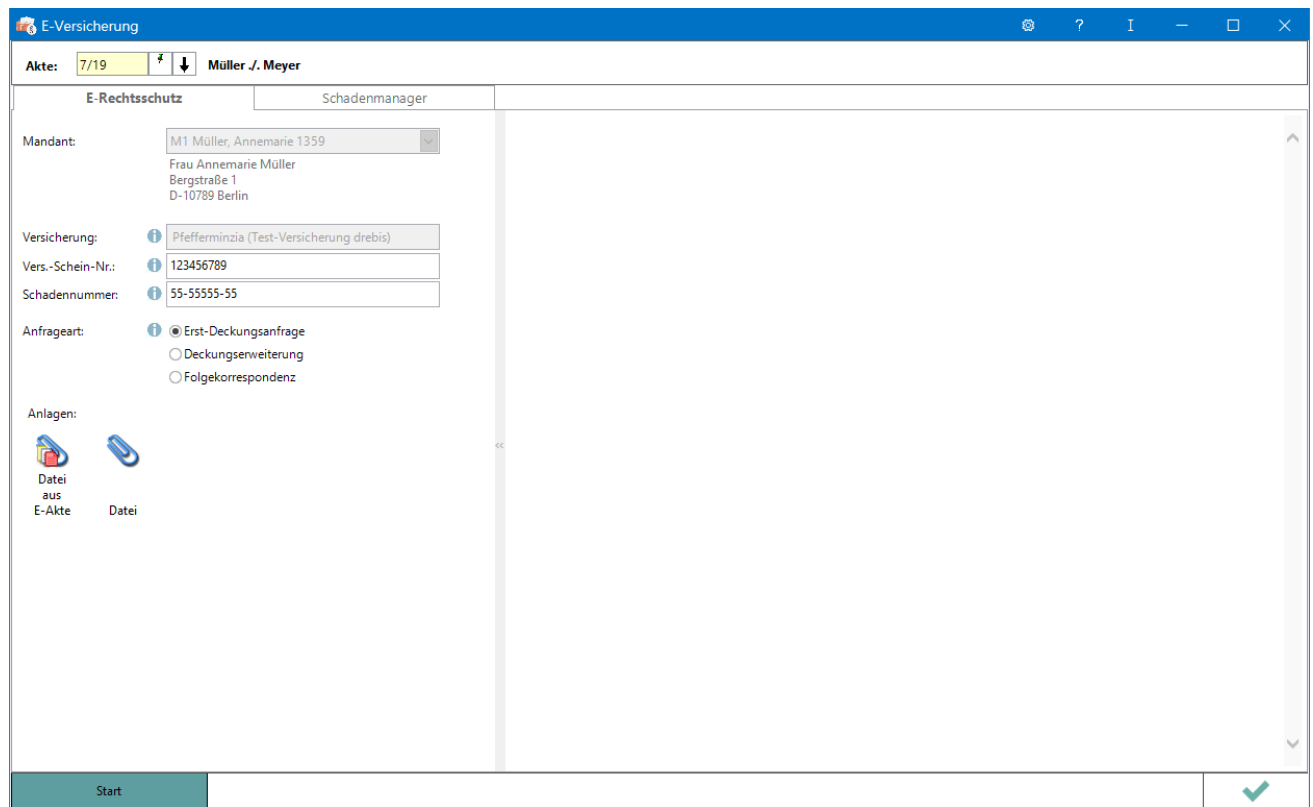 E-Versicherung
Akte: 7/19 Müller ./. Meyer
E-Rechtsschutz Schadenmanager
Mandant: M1 Müller, Annemarie 1359
Frau Annemarie Müller
Bergstraße 1
D-10789 Berlin
Versicherung: Pfefferminzia (Test-Versicherung drebis)
Vers.-Schein-Nr.: 123456789
Schadennummer: 55-55555-55
Anfrageart: Erst-Deckungsanfrage
Deckungserweiterung
Folgekorrespondenz
Anlagen:
Datei
aus
E-Akte Datei
Start